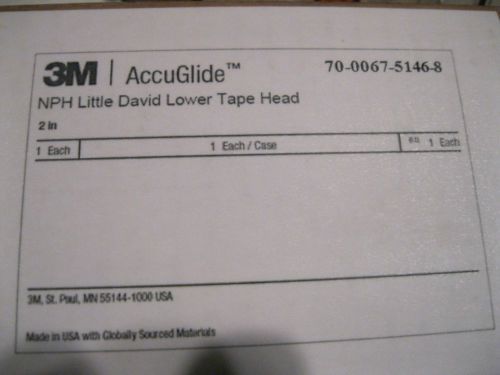 3M | AccuGlide™ 70-0067-5146-8
NPH Little David Lower Tape Head
2 in
1 Each 1 Each / Case 1 Each
3M, St. Paul, MN 55144-1000 USA
Made in USA with Globally Sourced Materials